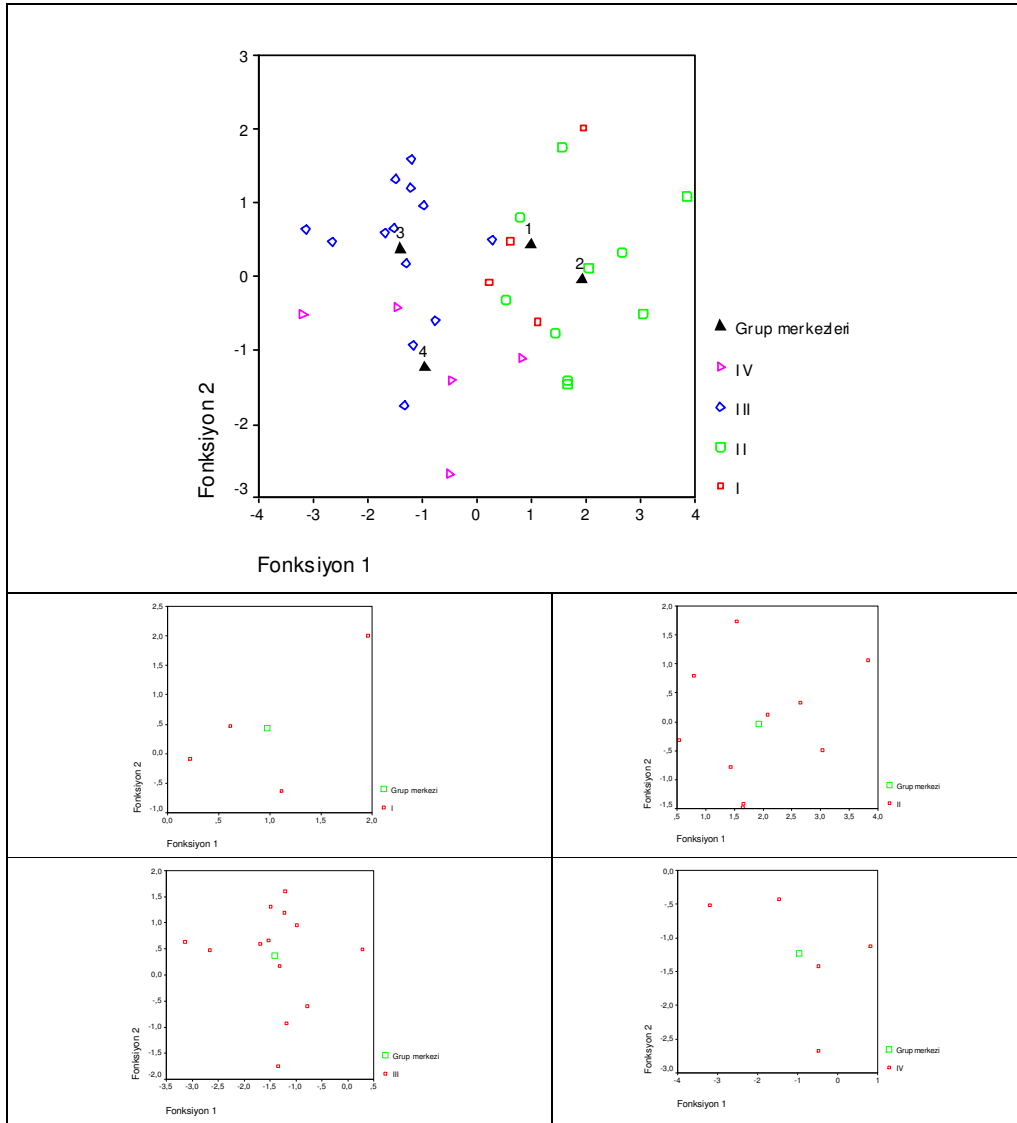 3
2
1
0
-1
-2
-3
-4 -3 -2 -1 0 1 2 3 4
Fonksiyon 2
Fonksiyon 1
1
2
3
4
Grup merkezleri
IV
III
II
I
2,5
2,0
1,5
1,0
,5
0,0
-,5
-1,0
0,0 ,5 1,0 1,5 2,0
Fonksiyon 2
Fonksiyon 1
Grup merkezi
I
2,0
1,5
1,0
,5
0,0
-,5
-1,0
-1,5
,5 1,0 1,5 2,0 2,5 3,0 3,5 4,0
Fonksiyon 2
Fonksiyon 1
Grup merkezi
II
2,0
1,5
1,0
,5
0,0
-,5
-1,0
-1,5
-2,0
-3,5 -3,0 -2,5 -2,0 -1,5 -1,0 -,5 0,0 ,5
Fonksiyon 2
Fonksiyon 1
Grup merkezi
III
0,0
-,5
-1,0
-1,5
-2,0
-2,5
-3,0
-4 -3 -2 -1 0 1
Fonksiyon 2
Fonksiyon 1
Grup merkezi
IV